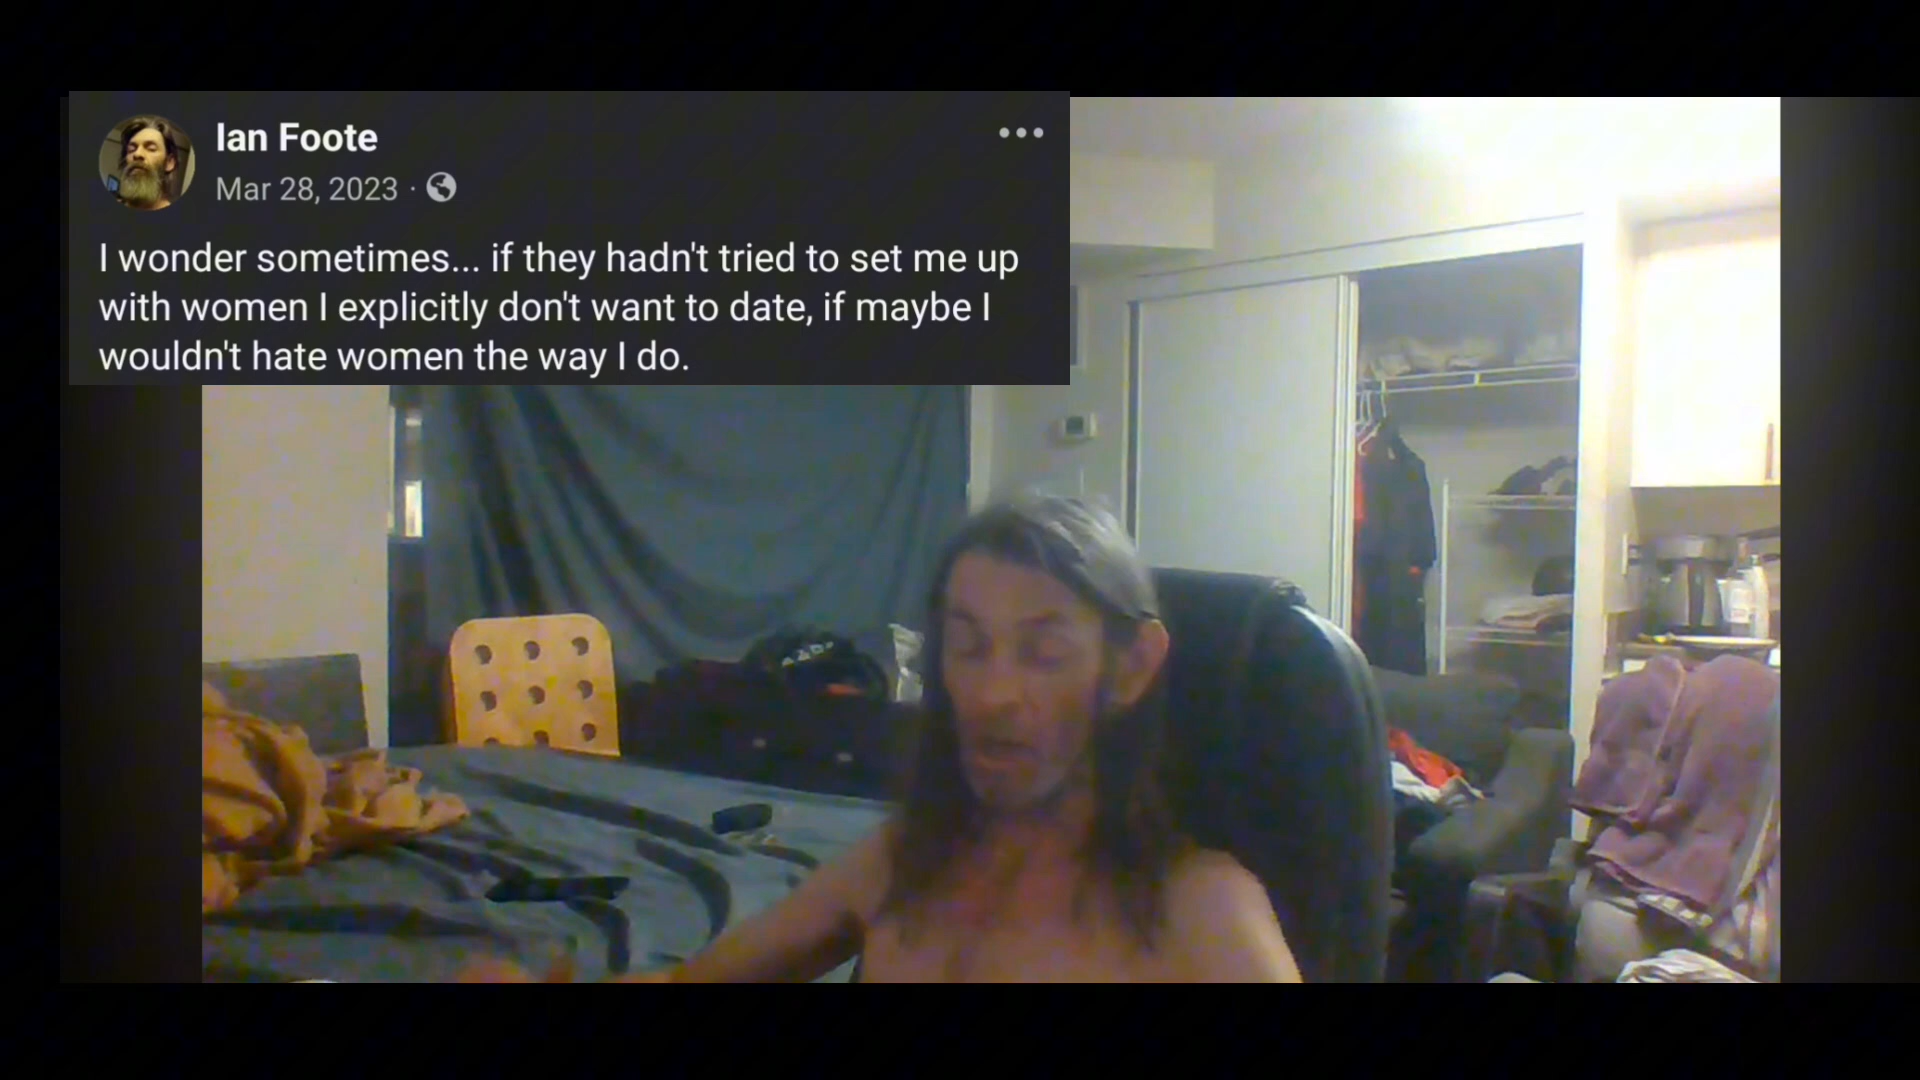 Ian Foote
Mar 28, 2023 ·
I wonder sometimes... if they hadn't tried to set me up
with women I explicitly don't want to date, if maybe I
wouldn't hate women the way I do.